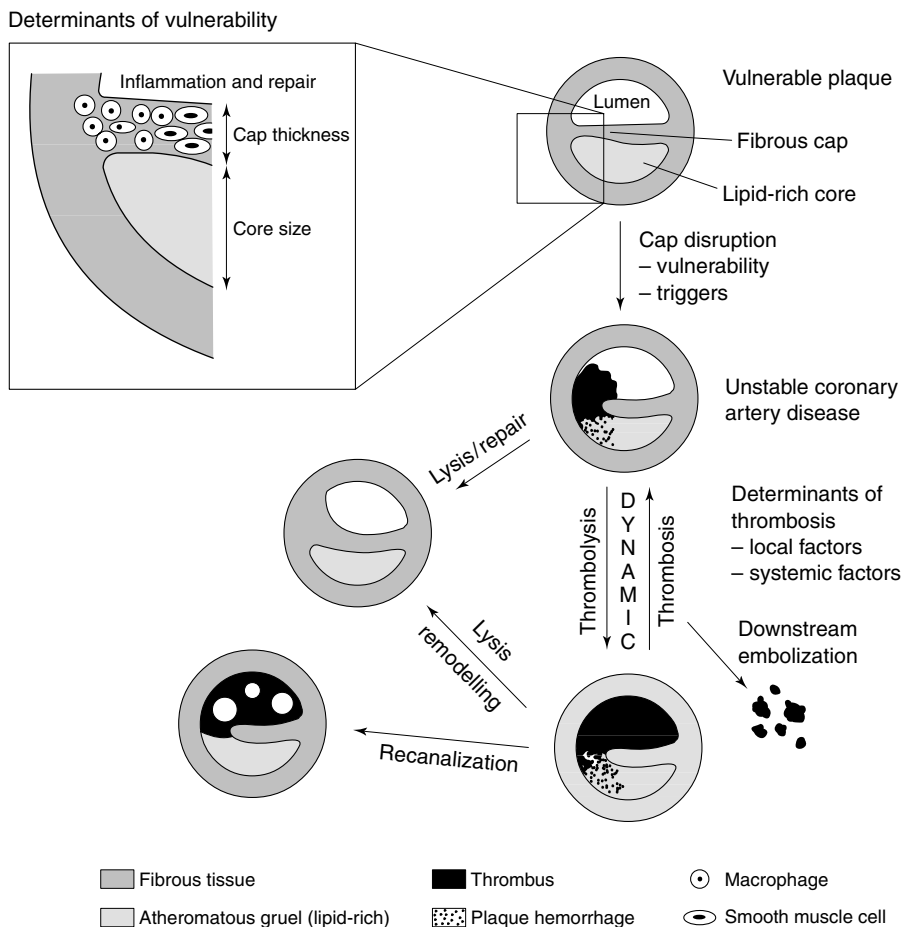 Determinants of vulnerability
Inflammation and repair
Cap thickness
Core size
Lumen
Vulnerable plaque
Fibrous cap
Lipid-rich core
Cap disruption
– vulnerability
– triggers
Unstable coronary
artery disease
Lysis/repair
Thrombolysis
DYNAMIC
Thrombosis
Determinants of
thrombosis
– local factors
– systemic factors
Downstream
embolization
Lysis
remodelling
Recanalization
Fibrous tissue
Thrombus
Macrophage
Atheromatous gruel (lipid-rich)
Plaque hemorrhage
Smooth muscle cell